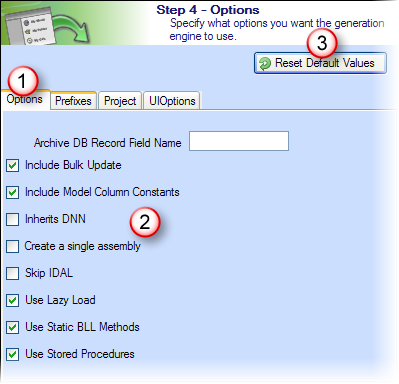 Step 4 - Options
Specify what options you want the generation
engine to use.
3
Reset Default Values
1
Options
Prefixes
Project
UIOptions
Archive DB Record Field Name
Include Bulk Update
Include Model Column Constants
Inherits DNN
2
Create a single assembly
Skip IDAL
Use Lazy Load
Use Static BLL Methods
Use Stored Procedures